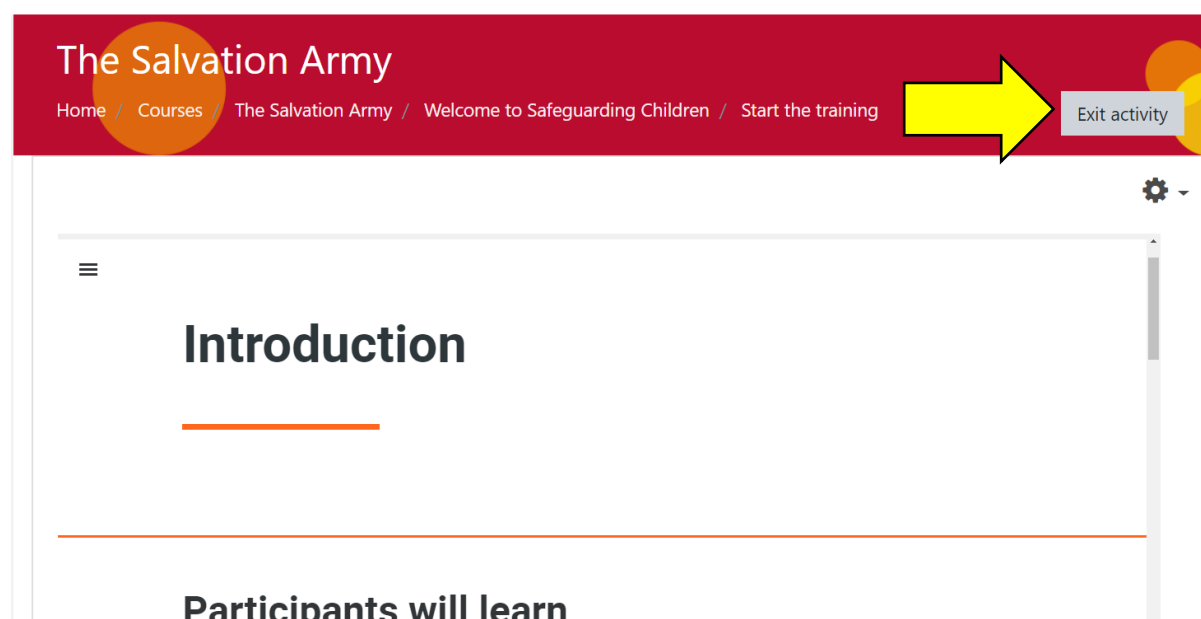 The Salvation Army
Home / Courses / The Salvation Army / Welcome to Safeguarding Children / Start the training
Exit activity
Introduction
Participants will learn